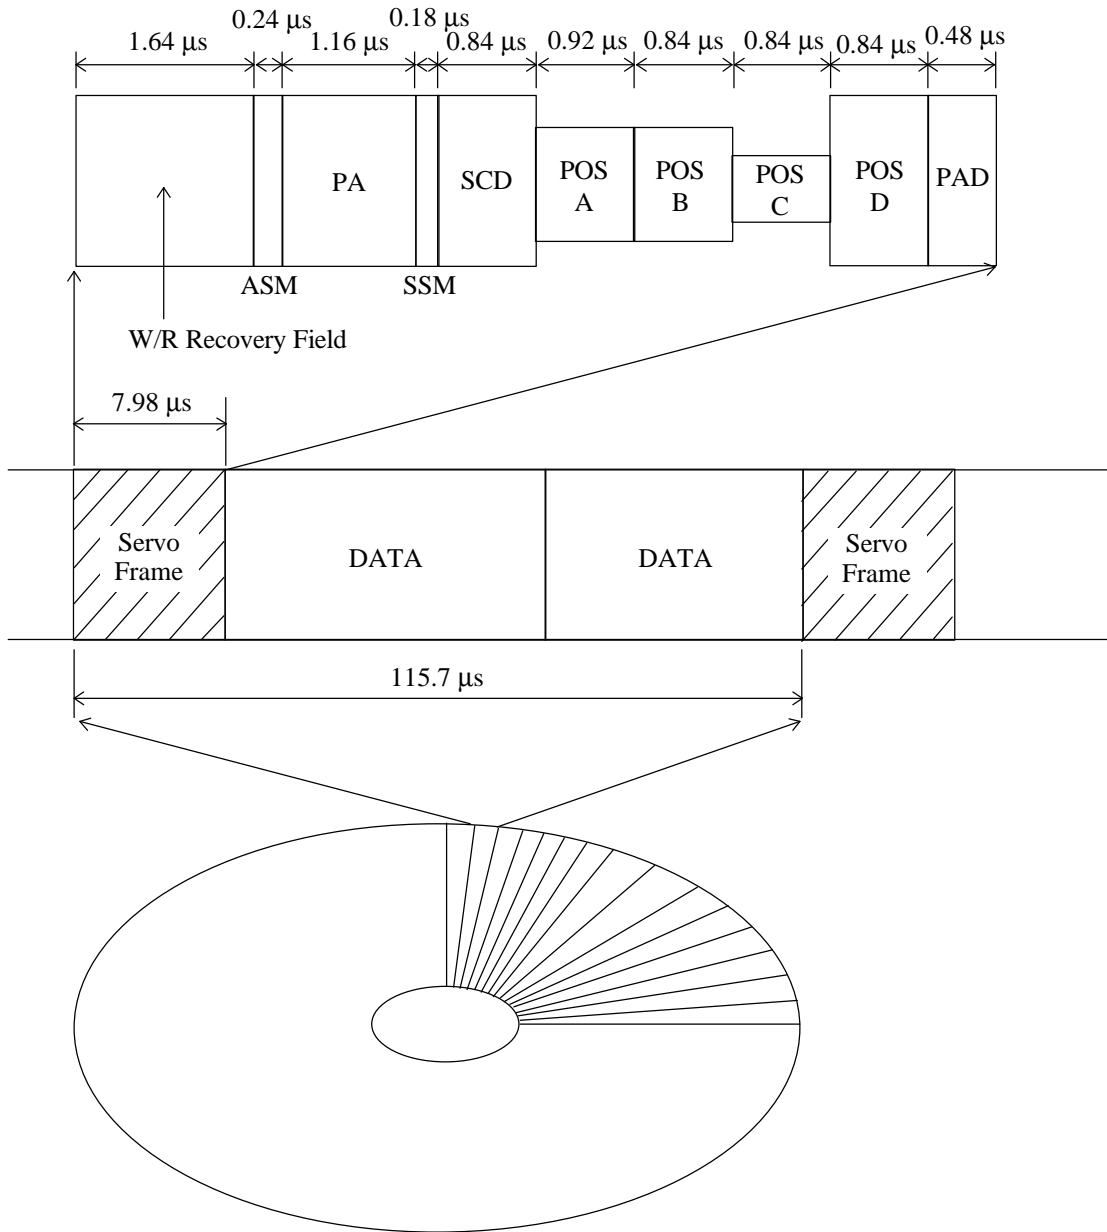 0.24 μs
0.18 μs
1.64 μs
1.16 μs
0.84 μs
0.92 μs
0.84 μs
0.84 μs
0.84 μs
0.48 μs
PA
SCD
POS
A
POS
B
POS
C
POS
D
PAD
ASM
SSM
W/R Recovery Field
7.98 μs
Servo
Frame
DATA
DATA
Servo
Frame
115.7 μs